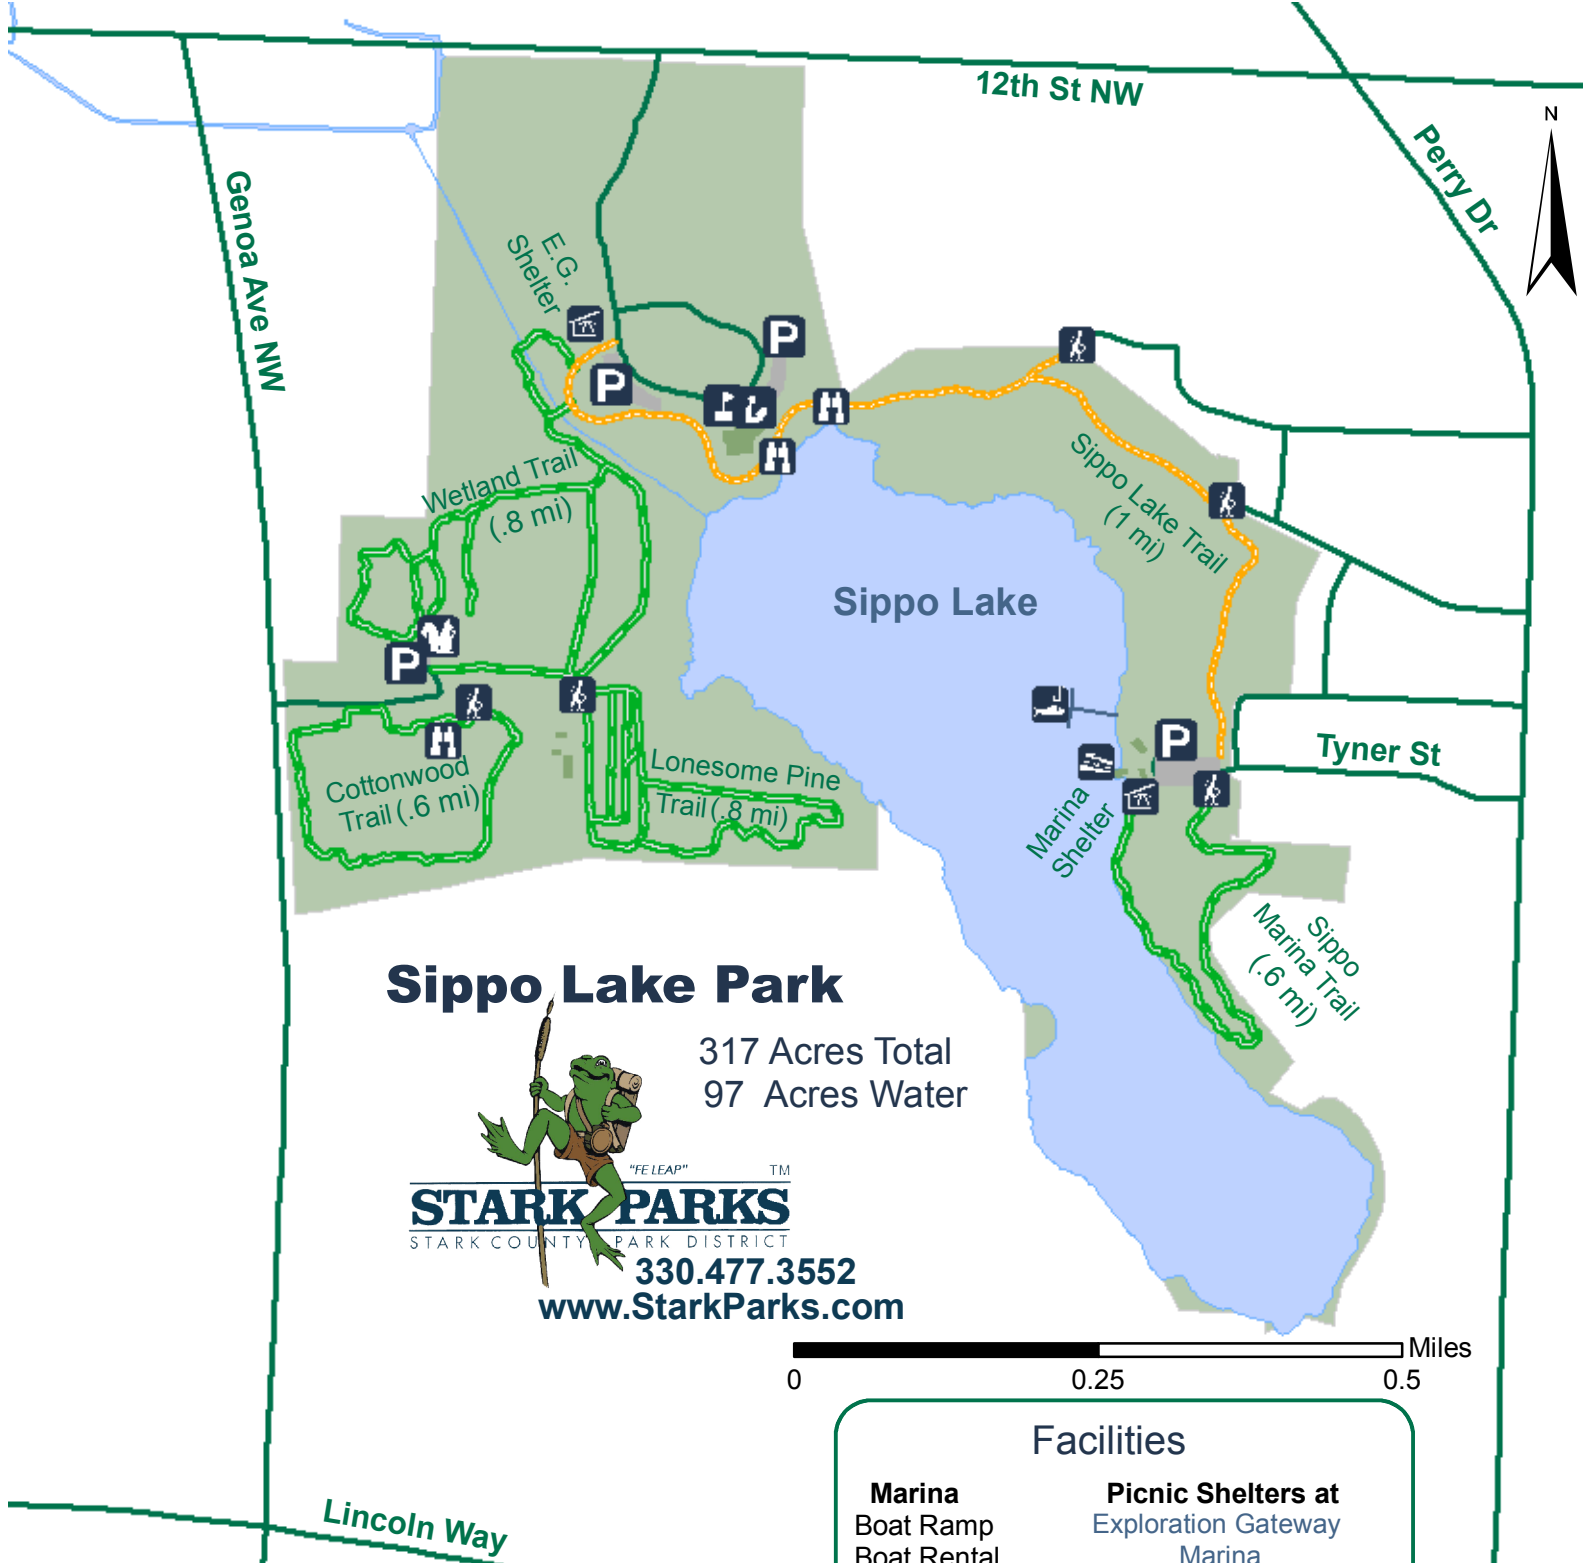 12th St NW
N
Perry Dr
Genoa Ave NW
E.G.
Shelter
P
P
Wetland Trail
(.8 mi)
Sippo Lake Trail
(1 mi)
Sippo Lake
P
P
Tyner St
Cottonwood
Trail (.6 mi)
Lonesome Pine
Trail (.8 mi)
Marina
Shelter
Sippo
Marina Trail
(.6 mi)
Sippo Lake Park
317 Acres Total
97 Acres Water
"FE LEAP" TM
STARK PARKS
STARK COUNTY PARK DISTRICT
330.477.3552
www.StarkParks.com
Miles
0 0.25 0.5
Facilities
Marina
Boat Ramp
Boat Rental
Picnic Shelters at
Exploration Gateway
Marina
Lincoln Way